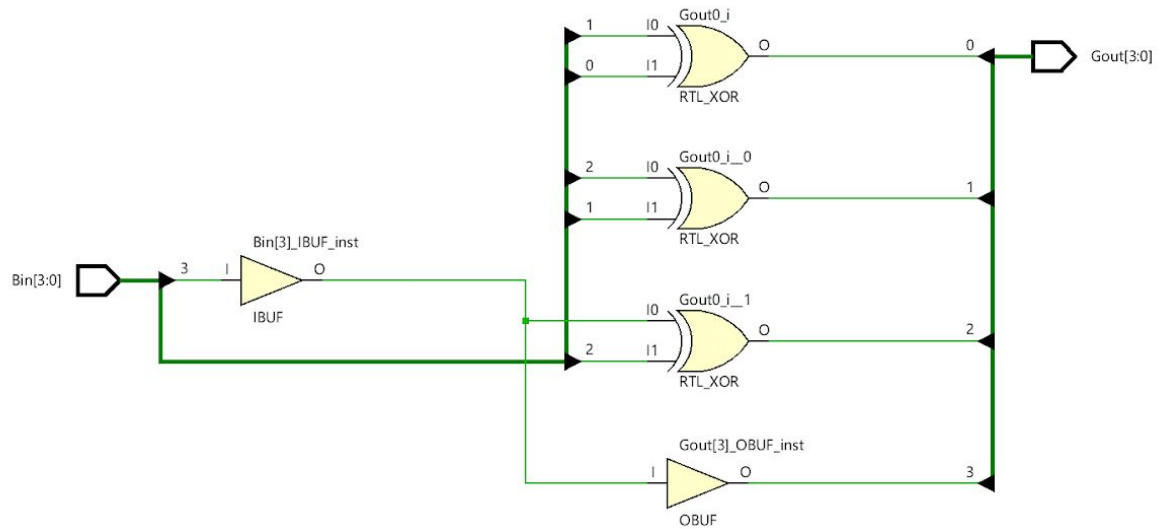 Gout0_i
1 I0
O
0
Gout[3:0]
0 I1
RTL_XOR
Gout0_i__0
2 I0
O
1
1 I1
RTL_XOR
Bin[3]_IBUF_inst
Bin[3:0]
3 I
O
IBUF
Gout0_i__1
I0
O
2
2 I1
RTL_XOR
Gout[3]_OBUF_inst
I
O
3
OBUF